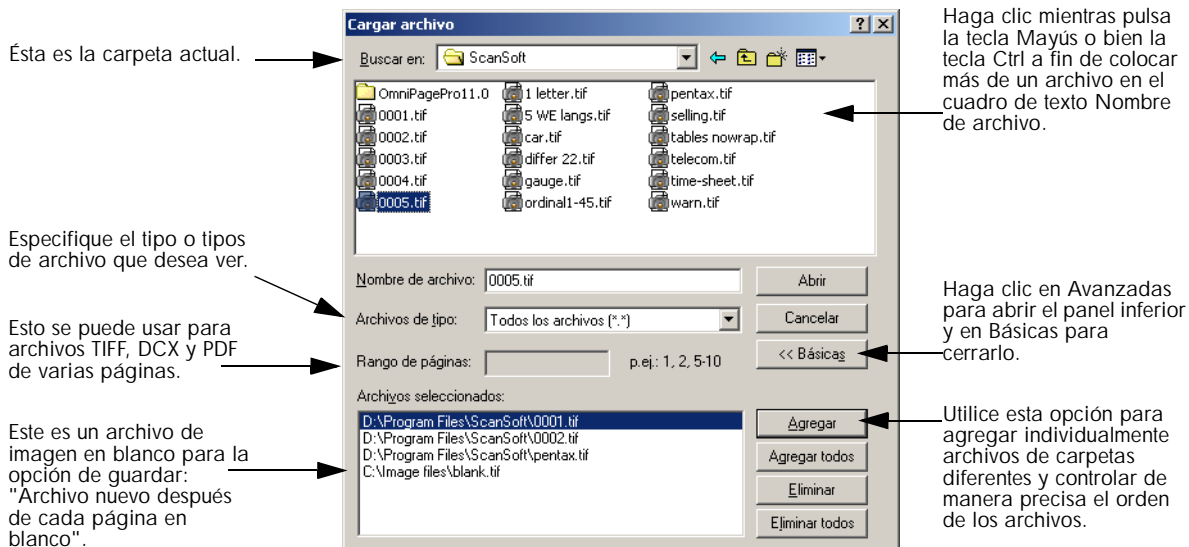 Cargar archivo
Ésta es la carpeta actual.
Buscar en: ScanSoft
Haga clic mientras pulsa
la tecla Mayús o bien la
tecla Ctrl a fin de colocar
más de un archivo en el
cuadro de texto Nombre
de archivo.
OmniPagePro11.0
0001.tif
0002.tif
0003.tif
0004.tif
0005.tif
1 letter.tif
5 WE langs.tif
car.tif
differ 22.tif
gauge.tif
ordinal1-45.tif
pentax.tif
selling.tif
tables nowrap.tif
telecom.tif
time-sheet.tif
warn.tif
Especifique el tipo o tipos
de archivo que desea ver.
Nombre de archivo: 0005.tif
Abrir
Archivos de tipo: Todos los archivos (*.*)
Cancelar
Haga clic en Avanzadas
para abrir el panel inferior
y en Básicas para
cerrarlo.
Esto se puede usar para
archivos TIFF, DCX y PDF
de varias páginas.
Rango de páginas: p.ej.: 1, 2, 5-10
<< Básicas
Archivos seleccionados:
D:\Program Files\ScanSoft\0001.tif
D:\Program Files\ScanSoft\0002.tif
D:\Program Files\ScanSoft\pentax.tif
C:\Image files\blank.tif
Agregar
Agregar todos
Eliminar
Eliminar todos
Este es un archivo de
imagen en blanco para la
opción de guardar:
"Archivo nuevo después
de cada página en
blanco".
Utilice esta opción para
agregar individualmente
archivos de carpetas
diferentes y controlar de
manera precisa el orden
de los archivos.